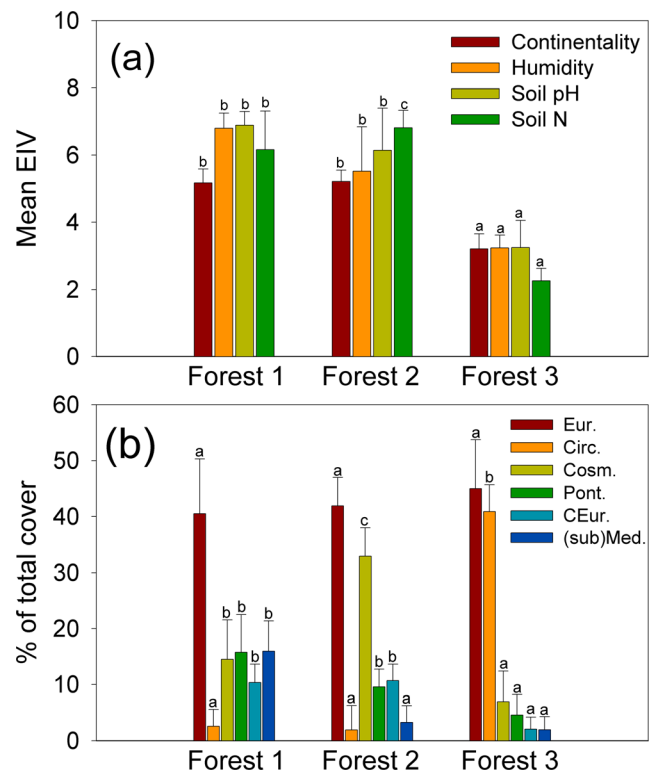 10
(a)
Continentality
Humidity
Soil pH
Soil N
8
6
4
2
0
Mean EIV
b b b b
b b b c
a a a a
Forest 1 Forest 2 Forest 3
60
(b)
Eur.
Circ.
Cosm.
Pont.
CEur.
(sub)Med.
50
40
30
20
10
0
% of total cover
a a b b b b
a a c b b a
a b a a a a
Forest 1 Forest 2 Forest 3